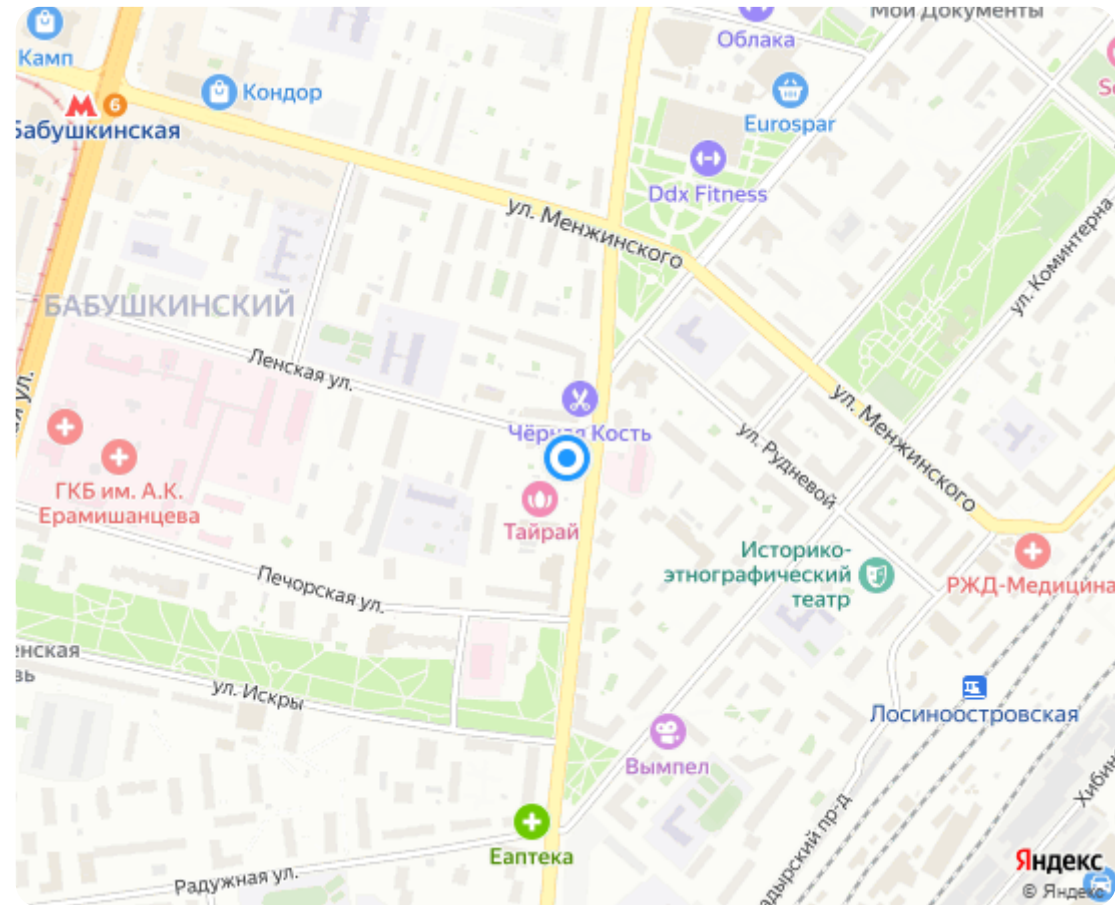 Мои Документы
Облака
Камп
Кондор
6
Бабушкинская
Eurospar
Ddx Fitness
ул. Менжинского
ул. Коминтерна
БАБУШКИНСКИЙ
Ленская ул.
Чёрная Кость
ул. Менжинского
ул. Рудневой
ГКБ им. А.К.
Ерамишанцева
Тайрай
Историко-
этнографический
театр
РЖД-Медицина
Печорская ул.
ул. Искры
Лосиноостровская
Вымпел
Еаптека
Радужная ул.
Яндекс
© Яндекс